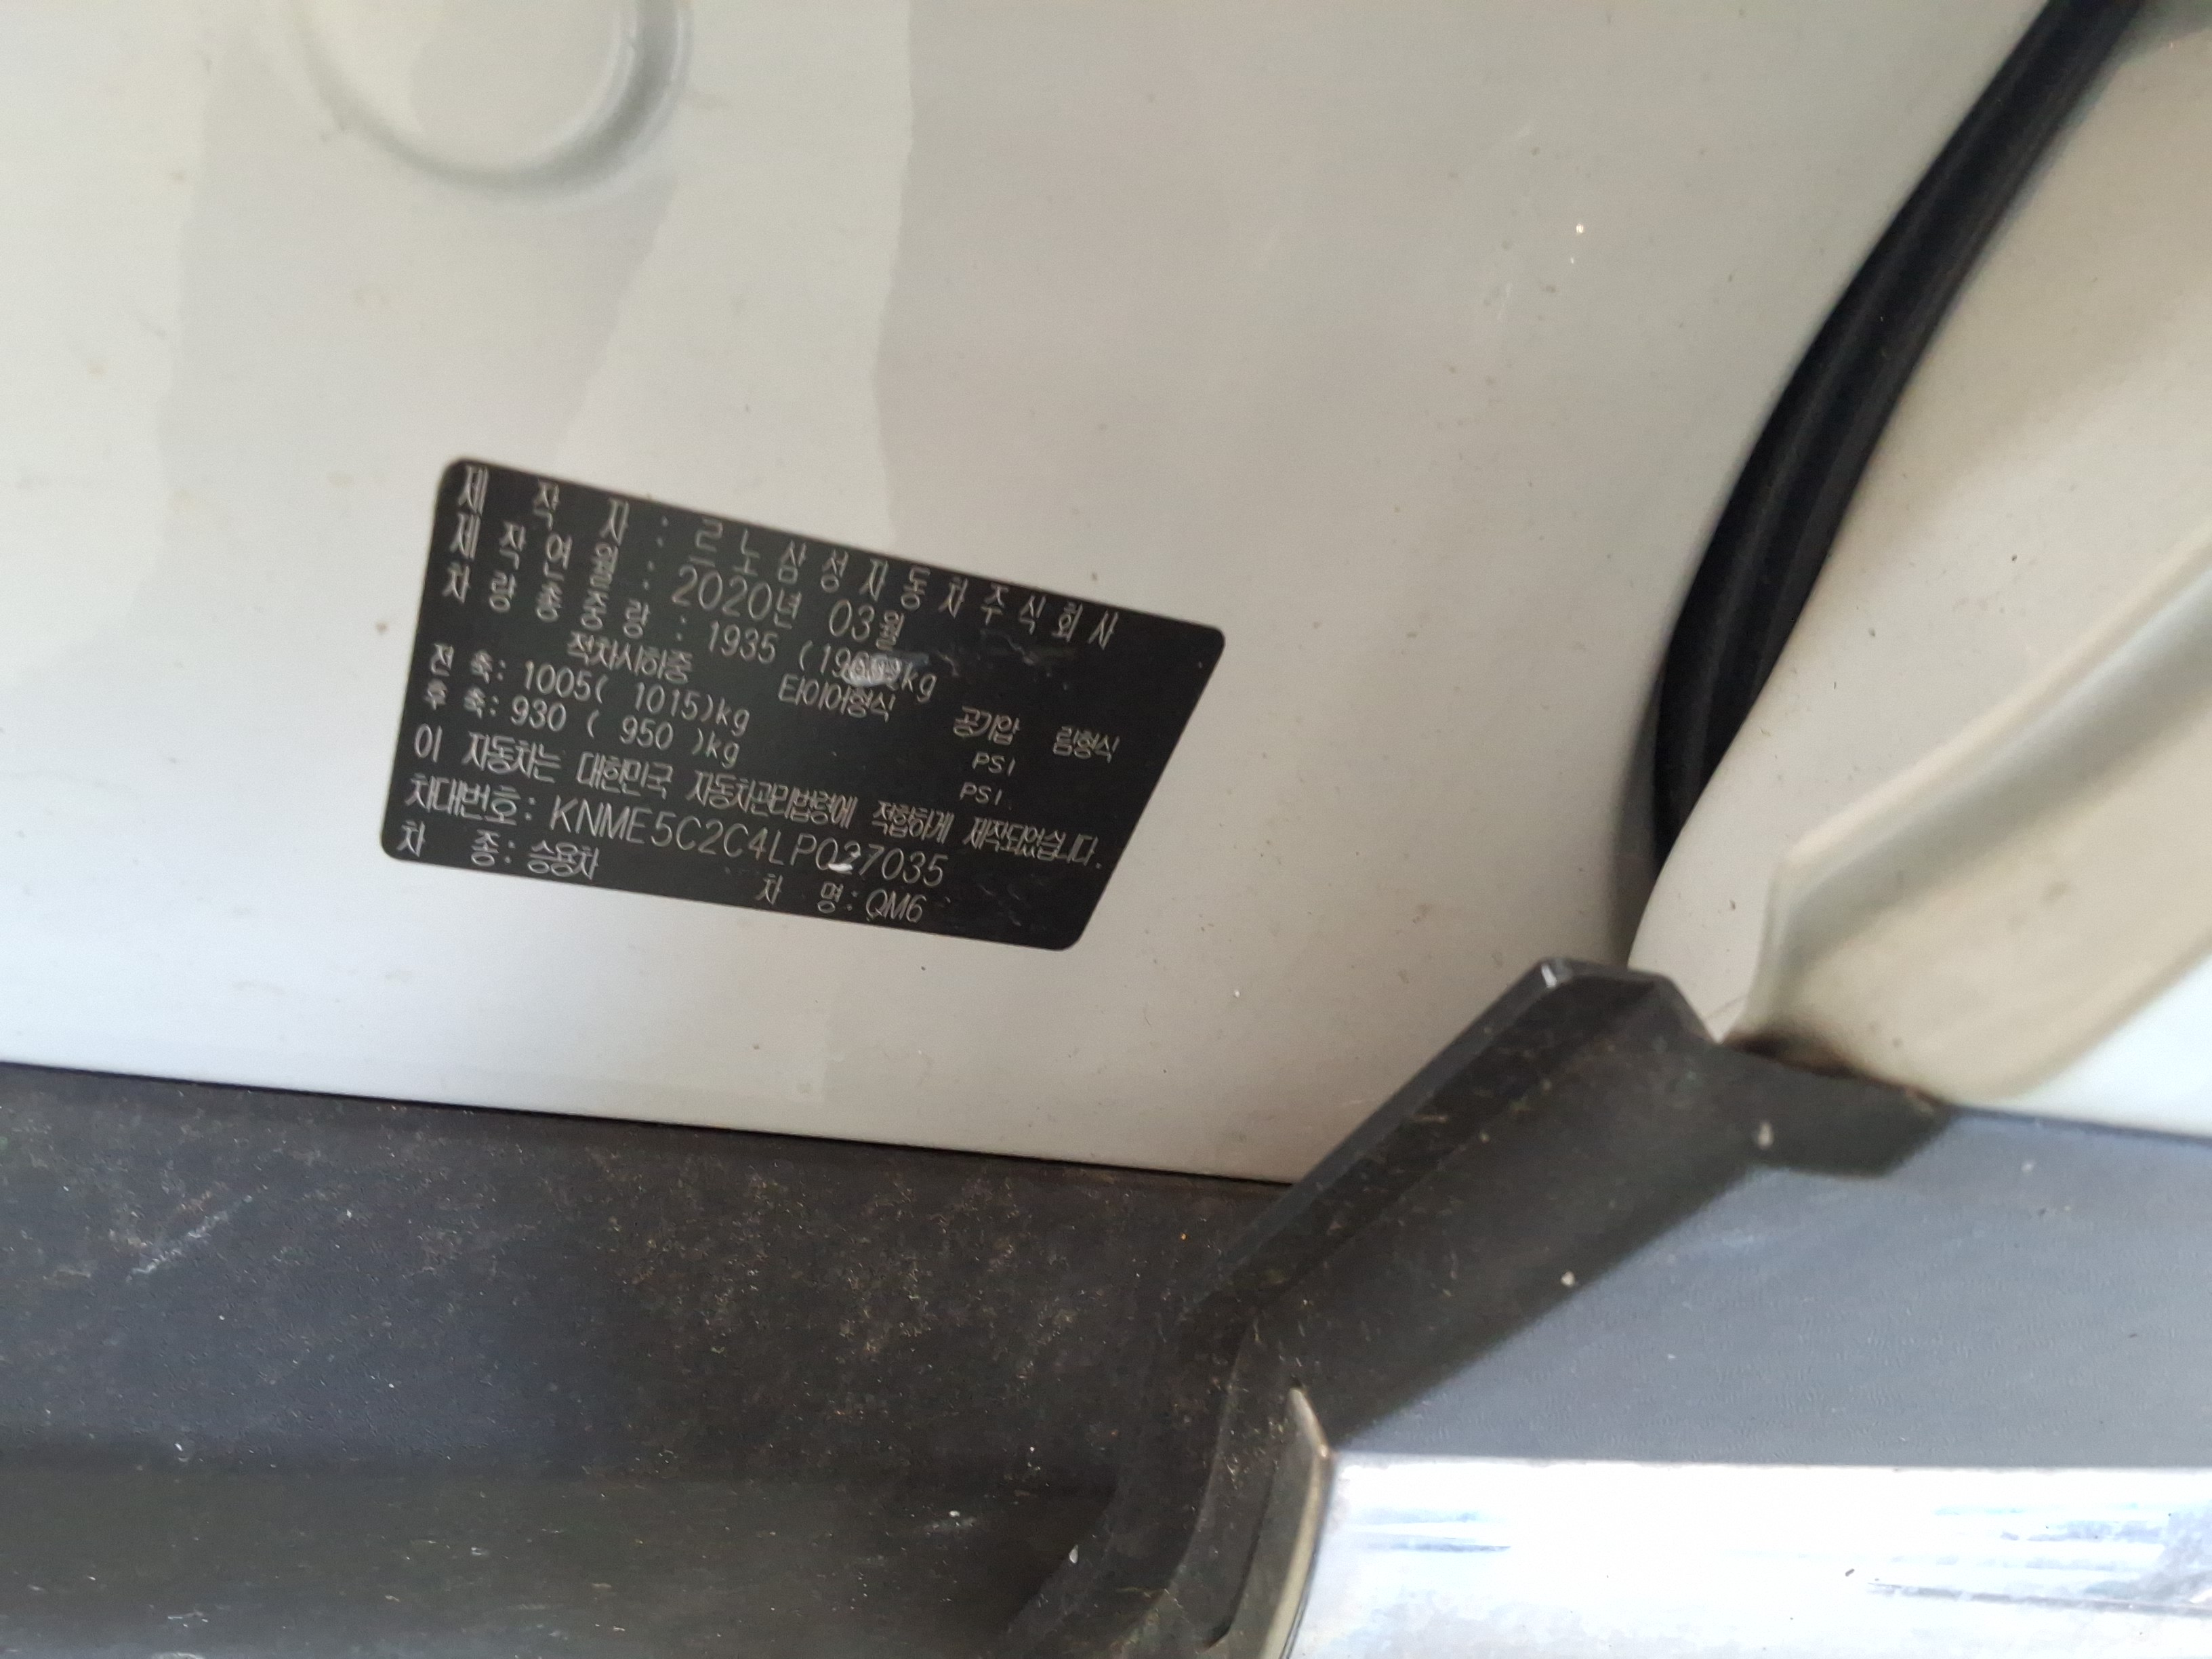 제 작 자 : 르노삼성자동차주식회사
제작연월 : 2020년 03월
차량총중량 : 1935 ( kg
적차시하중 타이어형식 공기압 림형식
전 축: 1005( 1015)kg PSI
후 축: 930 ( 950 )kg PSI
이 자동차는 대한민국 자동차관리법령에 적합하게 제작되었습니다.
차대번호: KNME5C2C4LP027035
차 종: 승용차 차 명: QM6